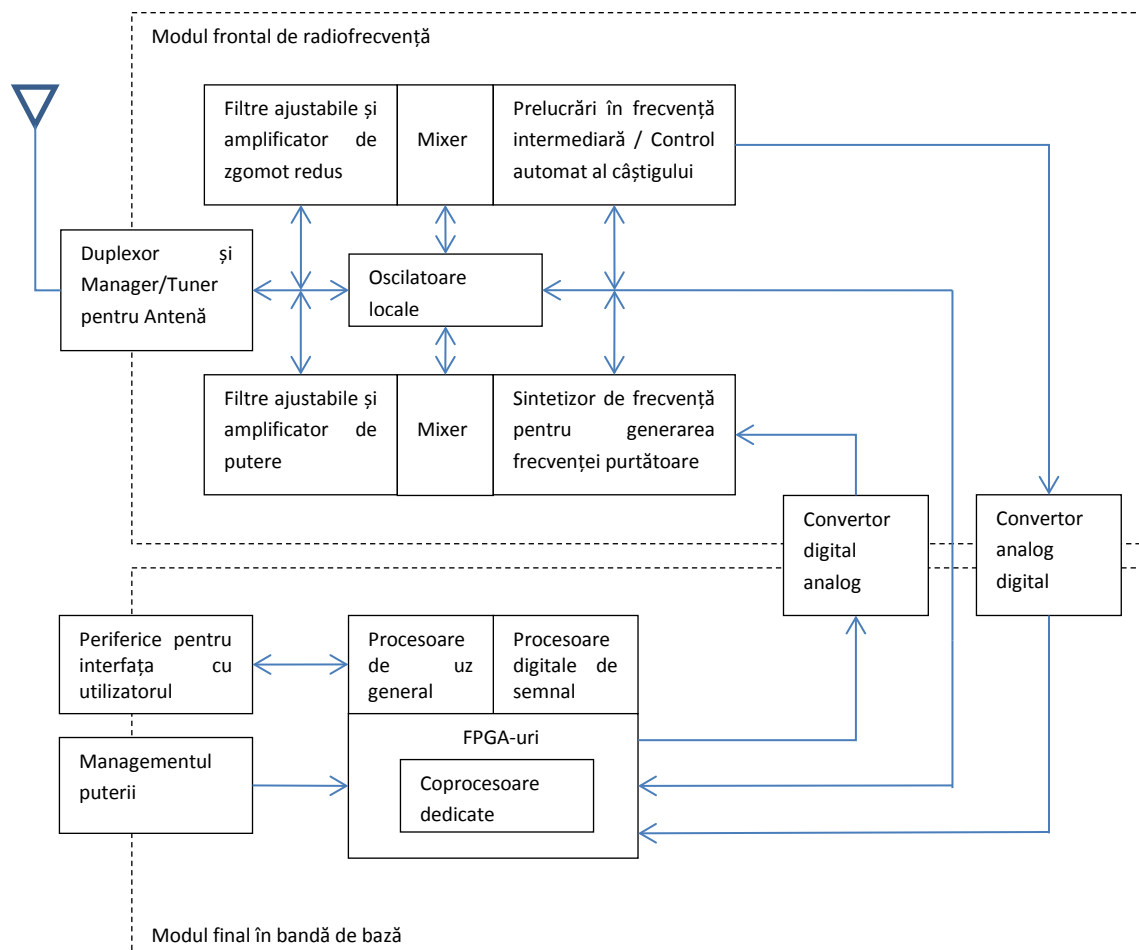 Modul frontal de radiofrecvență
Filtre ajustabile și
amplificator de
zgomot redus
Mixer
Prelucrări în frecvență
intermediară / Control
automat al câștigului
Duplexor și
Manager/Tuner
pentru Antenă
Oscilatoare
locale
Filtre ajustabile și
amplificator de
putere
Mixer
Sintetizor de frecvență
pentru generarea
frecvenței purtătoare
Convertor
digital
analog
Convertor
analog
digital
Periferice pentru
interfața cu
utilizatorul
Procesoare
de uz
general
Procesoare
digitale de
semnal
Managementul
puterii
FPGA-uri
Coprocesoare
dedicate
Modul final în bandă de bază